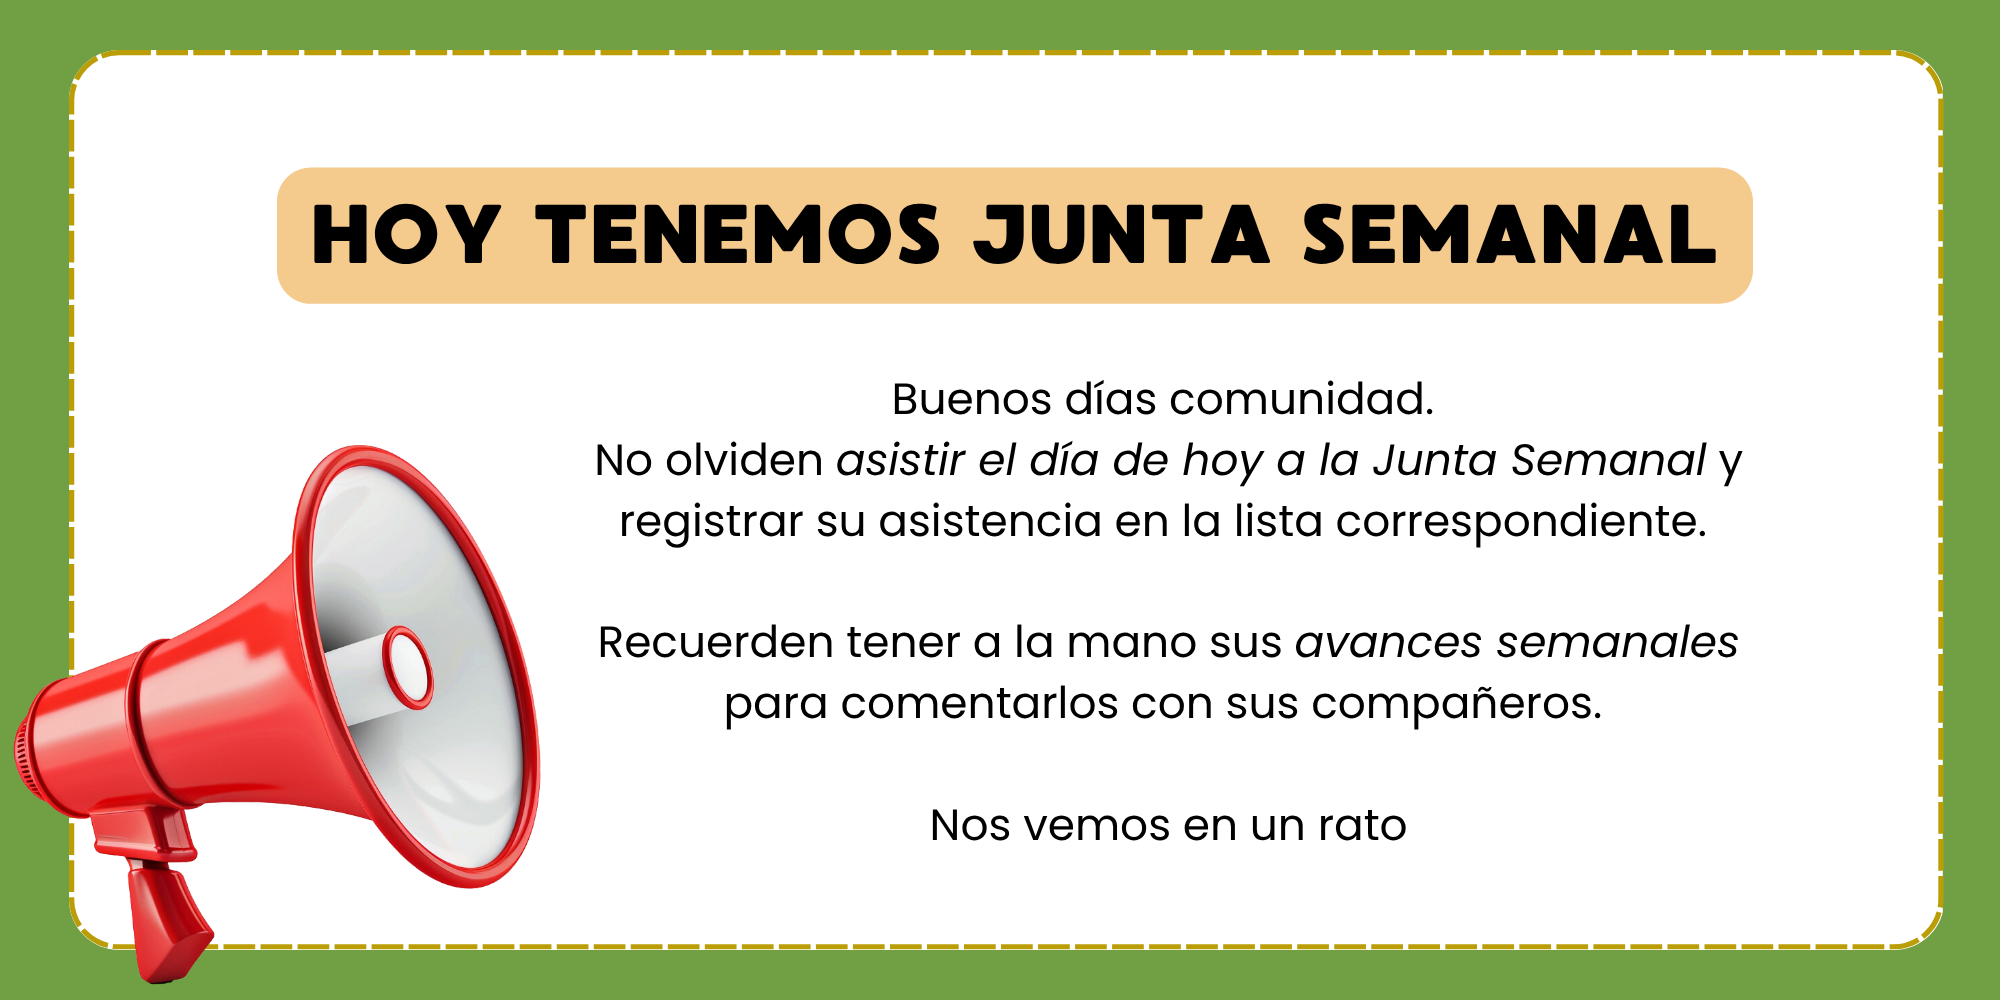 HOY TENEMOS JUNTA SEMANAL
Buenos días comunidad.
No olviden asistir el día de hoy a la Junta Semanal y
registrar su asistencia en la lista correspondiente.
Recuerden tener a la mano sus avances semanales
para comentarlos con sus compañeros.
Nos vemos en un rato